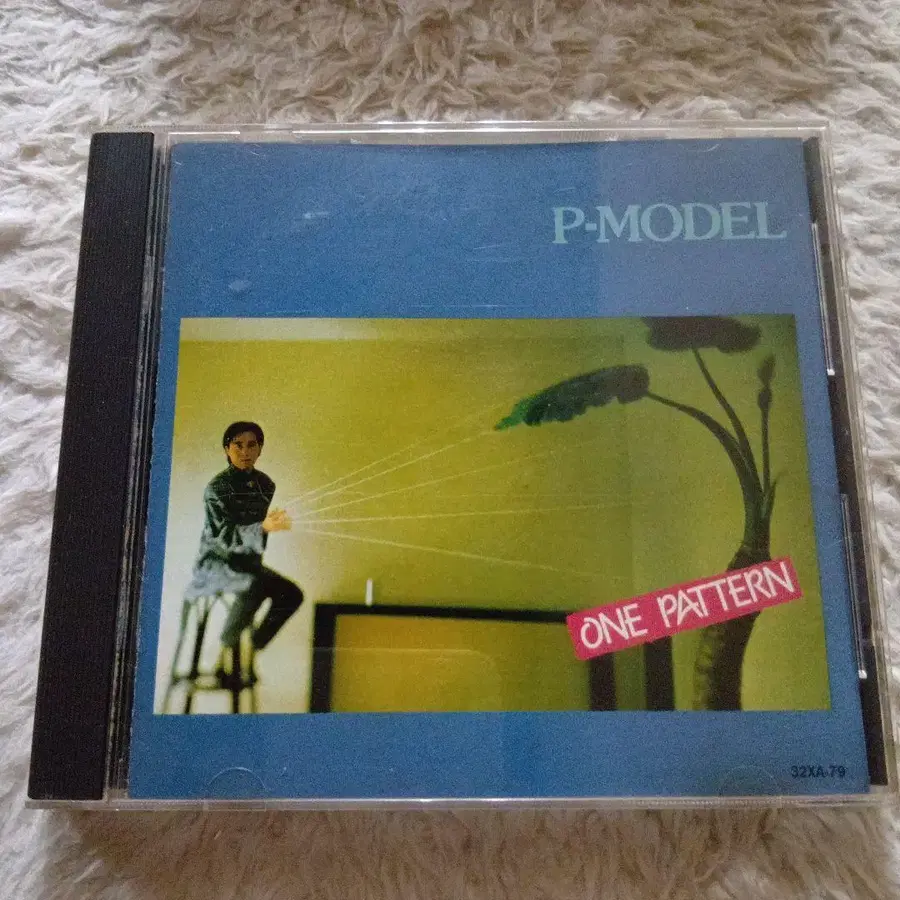 P-MODEL
ONE PATTERN
32XA-79